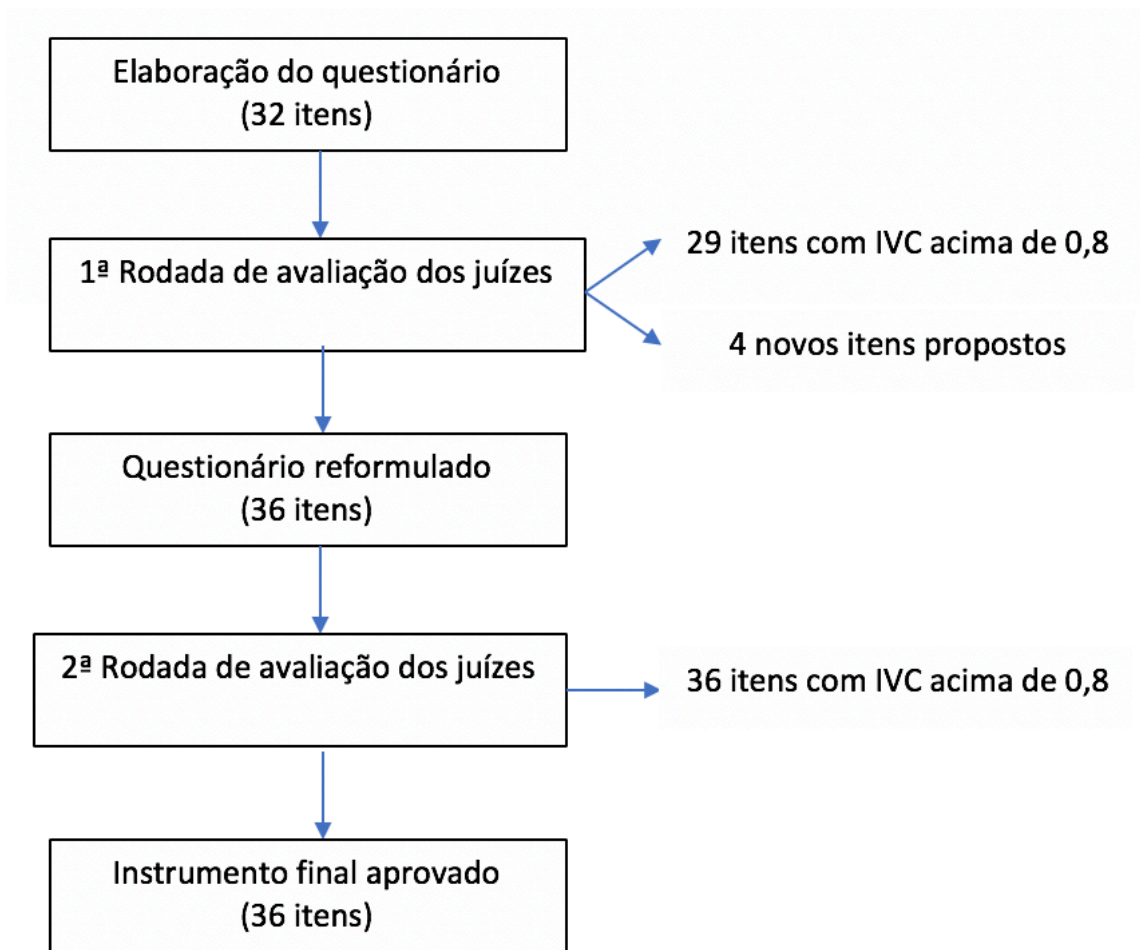 Elaboração do questionário
(32 itens)
1ª Rodada de avaliação dos juízes
29 itens com IVC acima de 0,8
4 novos itens propostos
Questionário reformulado
(36 itens)
2ª Rodada de avaliação dos juízes
36 itens com IVC acima de 0,8
Instrumento final aprovado
(36 itens)